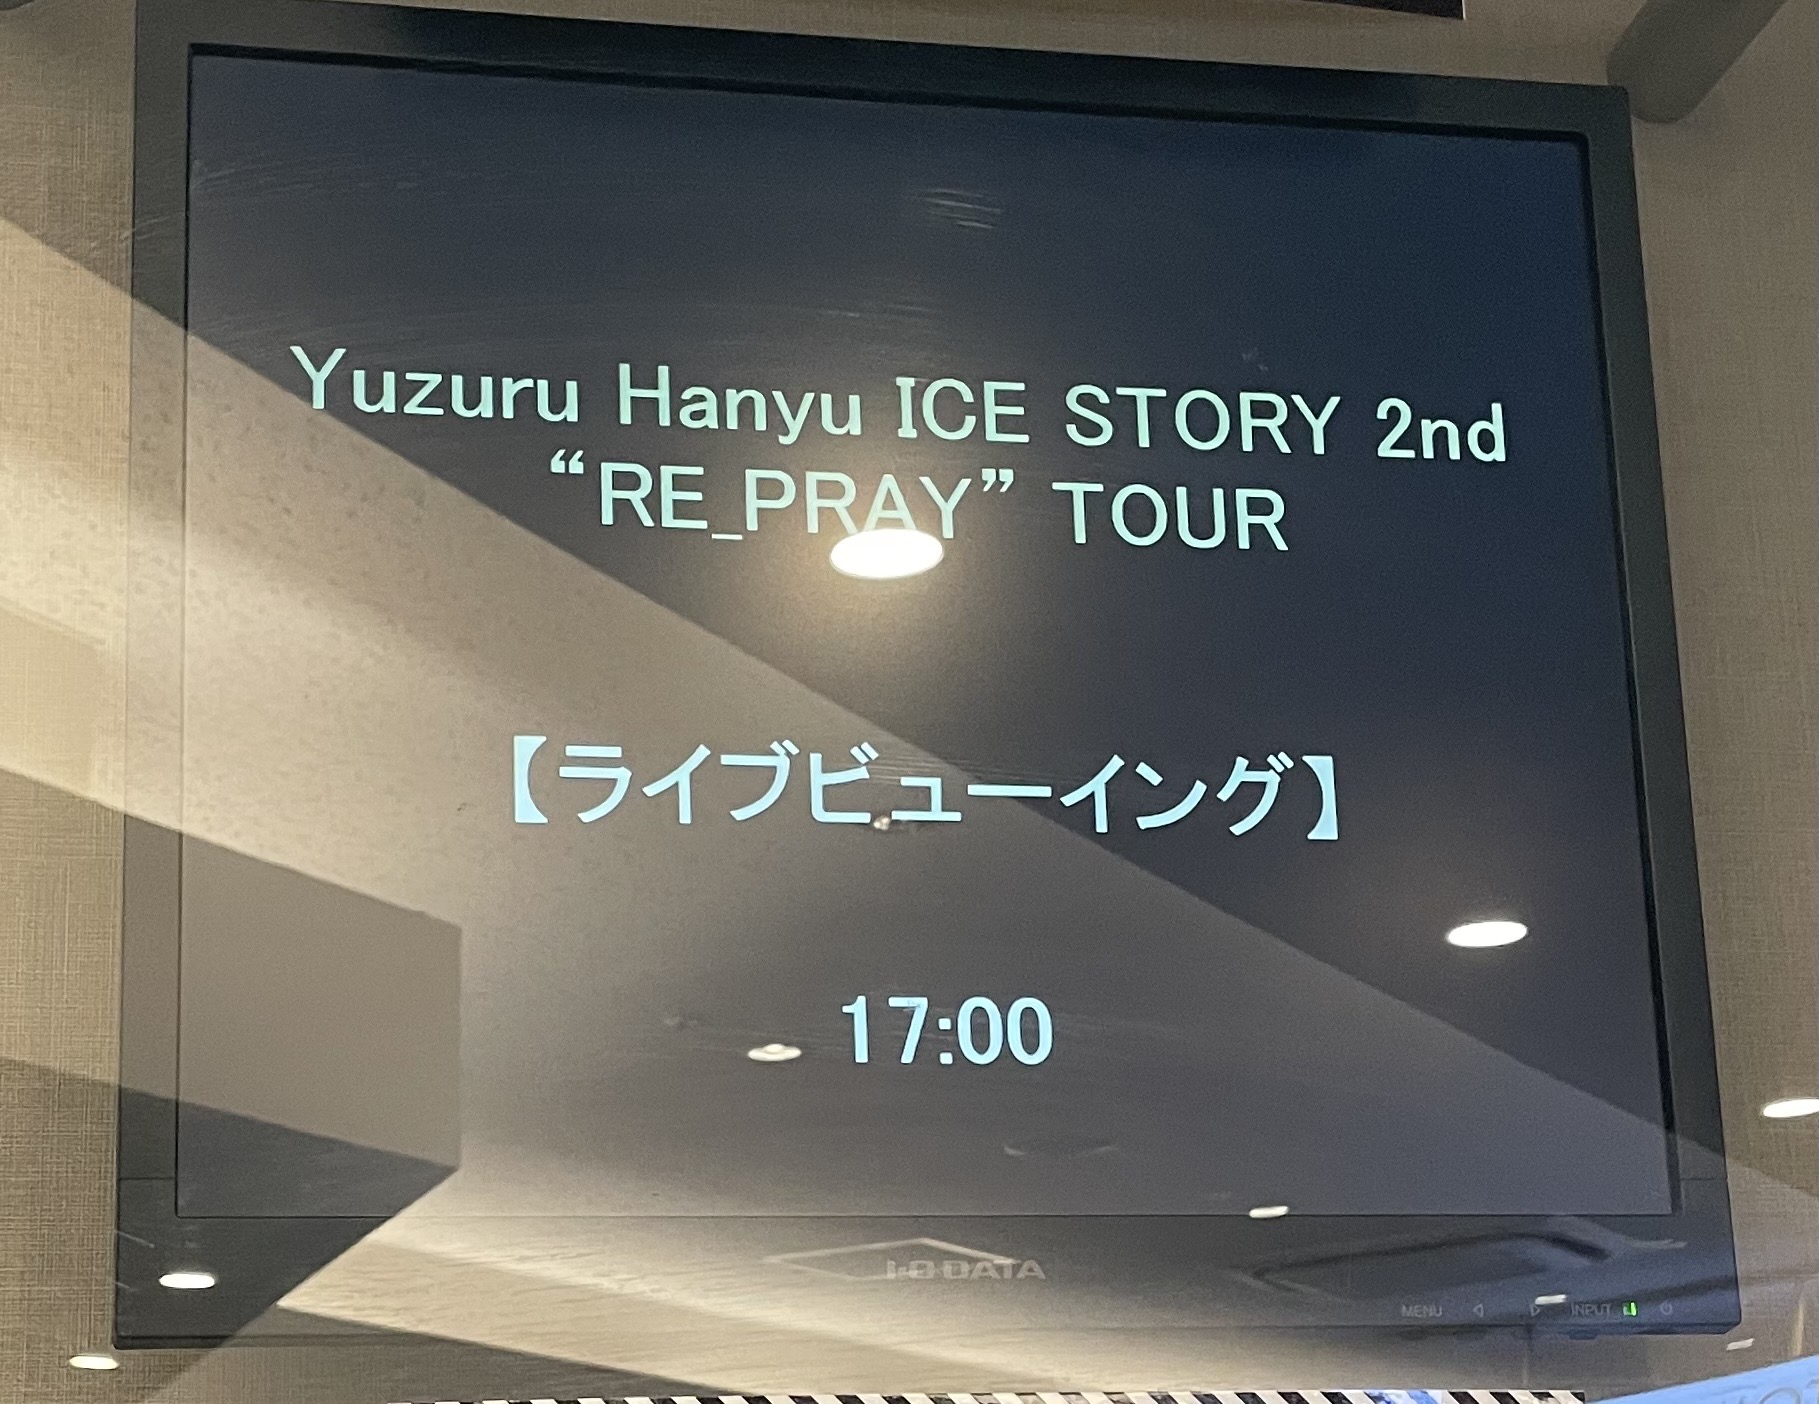 Yuzuru Hanyu ICE STORY 2nd
“RE_PRAY” TOUR
【ライブビューイング】
17:00
I-O DATA
MENU
INPUT